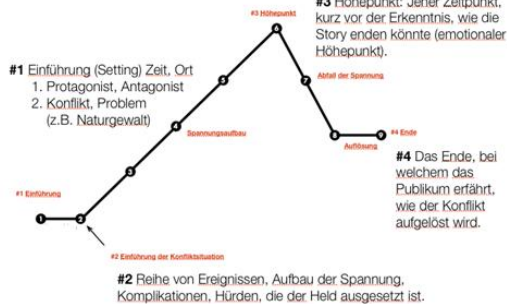 #3 Höhepunkt: Jener Zeitpunkt,
kurz vor der Erkenntnis, wie die
Story enden könnte (emotionaler
Höhepunkt).
#3 Höhepunkt
6
#1 Einführung (Setting) Zeit, Ort
1. Protagonist, Antagonist
2. Konflikt, Problem
(z.B. Naturgewalt)
5
7
Abfall der Spannung
4
Spannungsaufbau
8
9
#4 Ende
Auflösung
#4 Das Ende, bei
welchem das
Publikum erfährt,
wie der Konflikt
aufgelöst wird.
3
#1 Einführung
1
2
#2 Einführung der Konfliktsituation
#2 Reihe von Ereignissen, Aufbau der Spannung,
Komplikationen, Hürden, die der Held ausgesetzt ist.